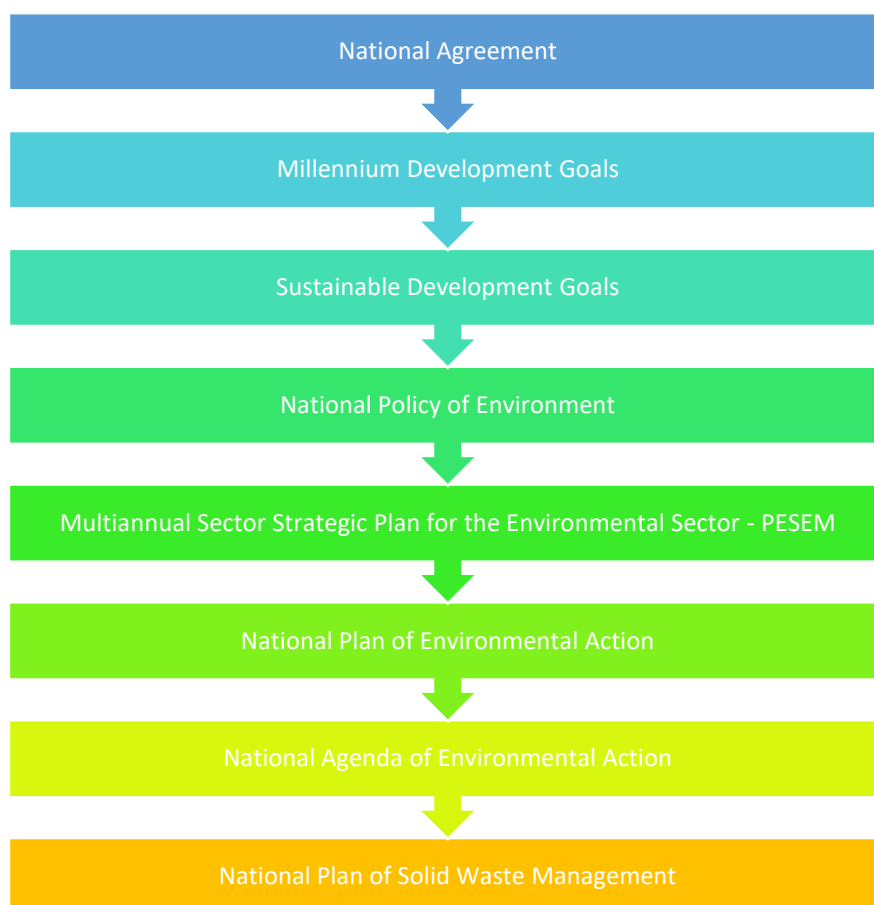 National Agreement
Millennium Development Goals
Sustainable Development Goals
National Policy of Environment
Multiannual Sector Strategic Plan for the Environmental Sector - PESEM
National Plan of Environmental Action
National Agenda of Environmental Action
National Plan of Solid Waste Management